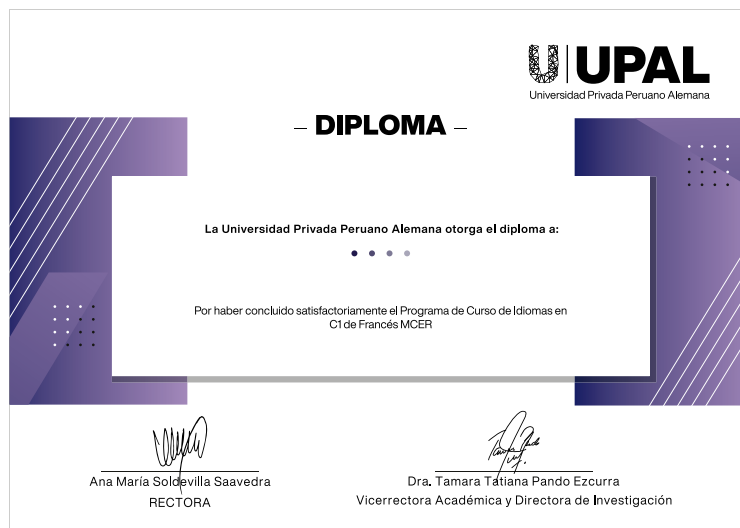 UPAL
Universidad Privada Peruano Alemana
– DIPLOMA –
La Universidad Privada Peruano Alemana otorga el diploma a:
Por haber concluido satisfactoriamente el Programa de Curso de Idiomas en
C1 de Francés MCER
Ana María Soldevilla Saavedra
RECTORA
Dra. Tamara Tatiana Pando Ezcurra
Vicerrectora Académica y Directora de Investigación